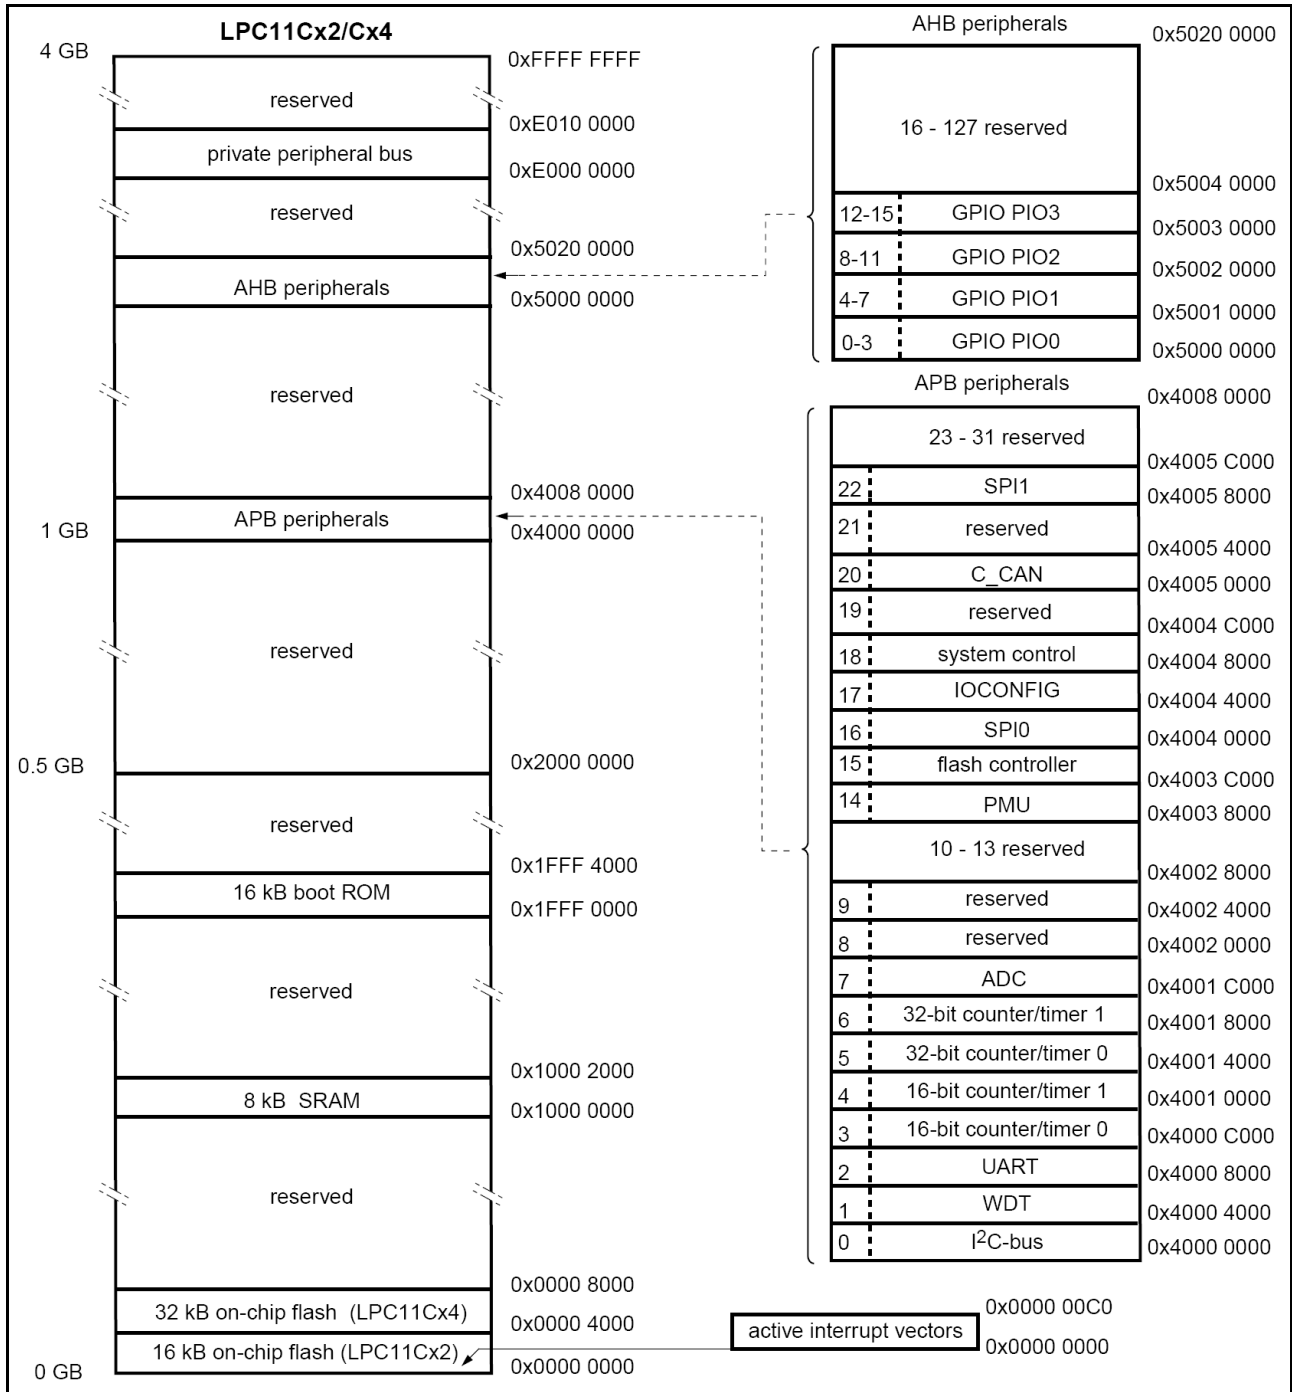 LPC11Cx2/Cx4
4 GB
0xFFFF FFFF
reserved
0xE010 0000
private peripheral bus
0xE000 0000
reserved
0x5020 0000
AHB peripherals
0x5000 0000
reserved
0x4008 0000
APB peripherals
1 GB
0x4000 0000
reserved
0.5 GB
0x2000 0000
reserved
0x1FFF 4000
16 kB boot ROM
0x1FFF 0000
reserved
0x1000 2000
8 kB SRAM
0x1000 0000
reserved
0x0000 8000
32 kB on-chip flash (LPC11Cx4)
0x0000 4000
16 kB on-chip flash (LPC11Cx2)
0 GB
0x0000 0000
AHB peripherals
0x5020 0000
16 - 127 reserved
0x5004 0000
12-15 GPIO PIO3
0x5003 0000
8-11 GPIO PIO2
0x5002 0000
4-7 GPIO PIO1
0x5001 0000
0-3 GPIO PIO0
0x5000 0000
APB peripherals
0x4008 0000
23 - 31 reserved
0x4005 C000
22 SPI1
0x4005 8000
21 reserved
0x4005 4000
20 C_CAN
0x4005 0000
19 reserved
0x4004 C000
18 system control
0x4004 8000
17 IOCONFIG
0x4004 4000
16 SPI0
0x4004 0000
15 flash controller
0x4003 C000
14 PMU
0x4003 8000
10 - 13 reserved
0x4002 8000
9 reserved
0x4002 4000
8 reserved
0x4002 0000
7 ADC
0x4001 C000
6 32-bit counter/timer 1
0x4001 8000
5 32-bit counter/timer 0
0x4001 4000
4 16-bit counter/timer 1
0x4001 0000
3 16-bit counter/timer 0
0x4000 C000
2 UART
0x4000 8000
1 WDT
0x4000 4000
0 I²C-bus
0x4000 0000
0x0000 00C0
active interrupt vectors
0x0000 0000